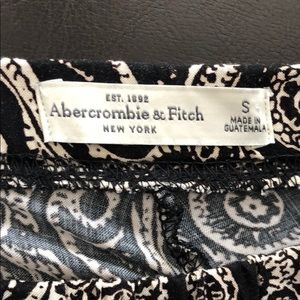 EST. 1892
Abercrombie & Fitch
NEW YORK
S
MADE IN
GUATEMALA